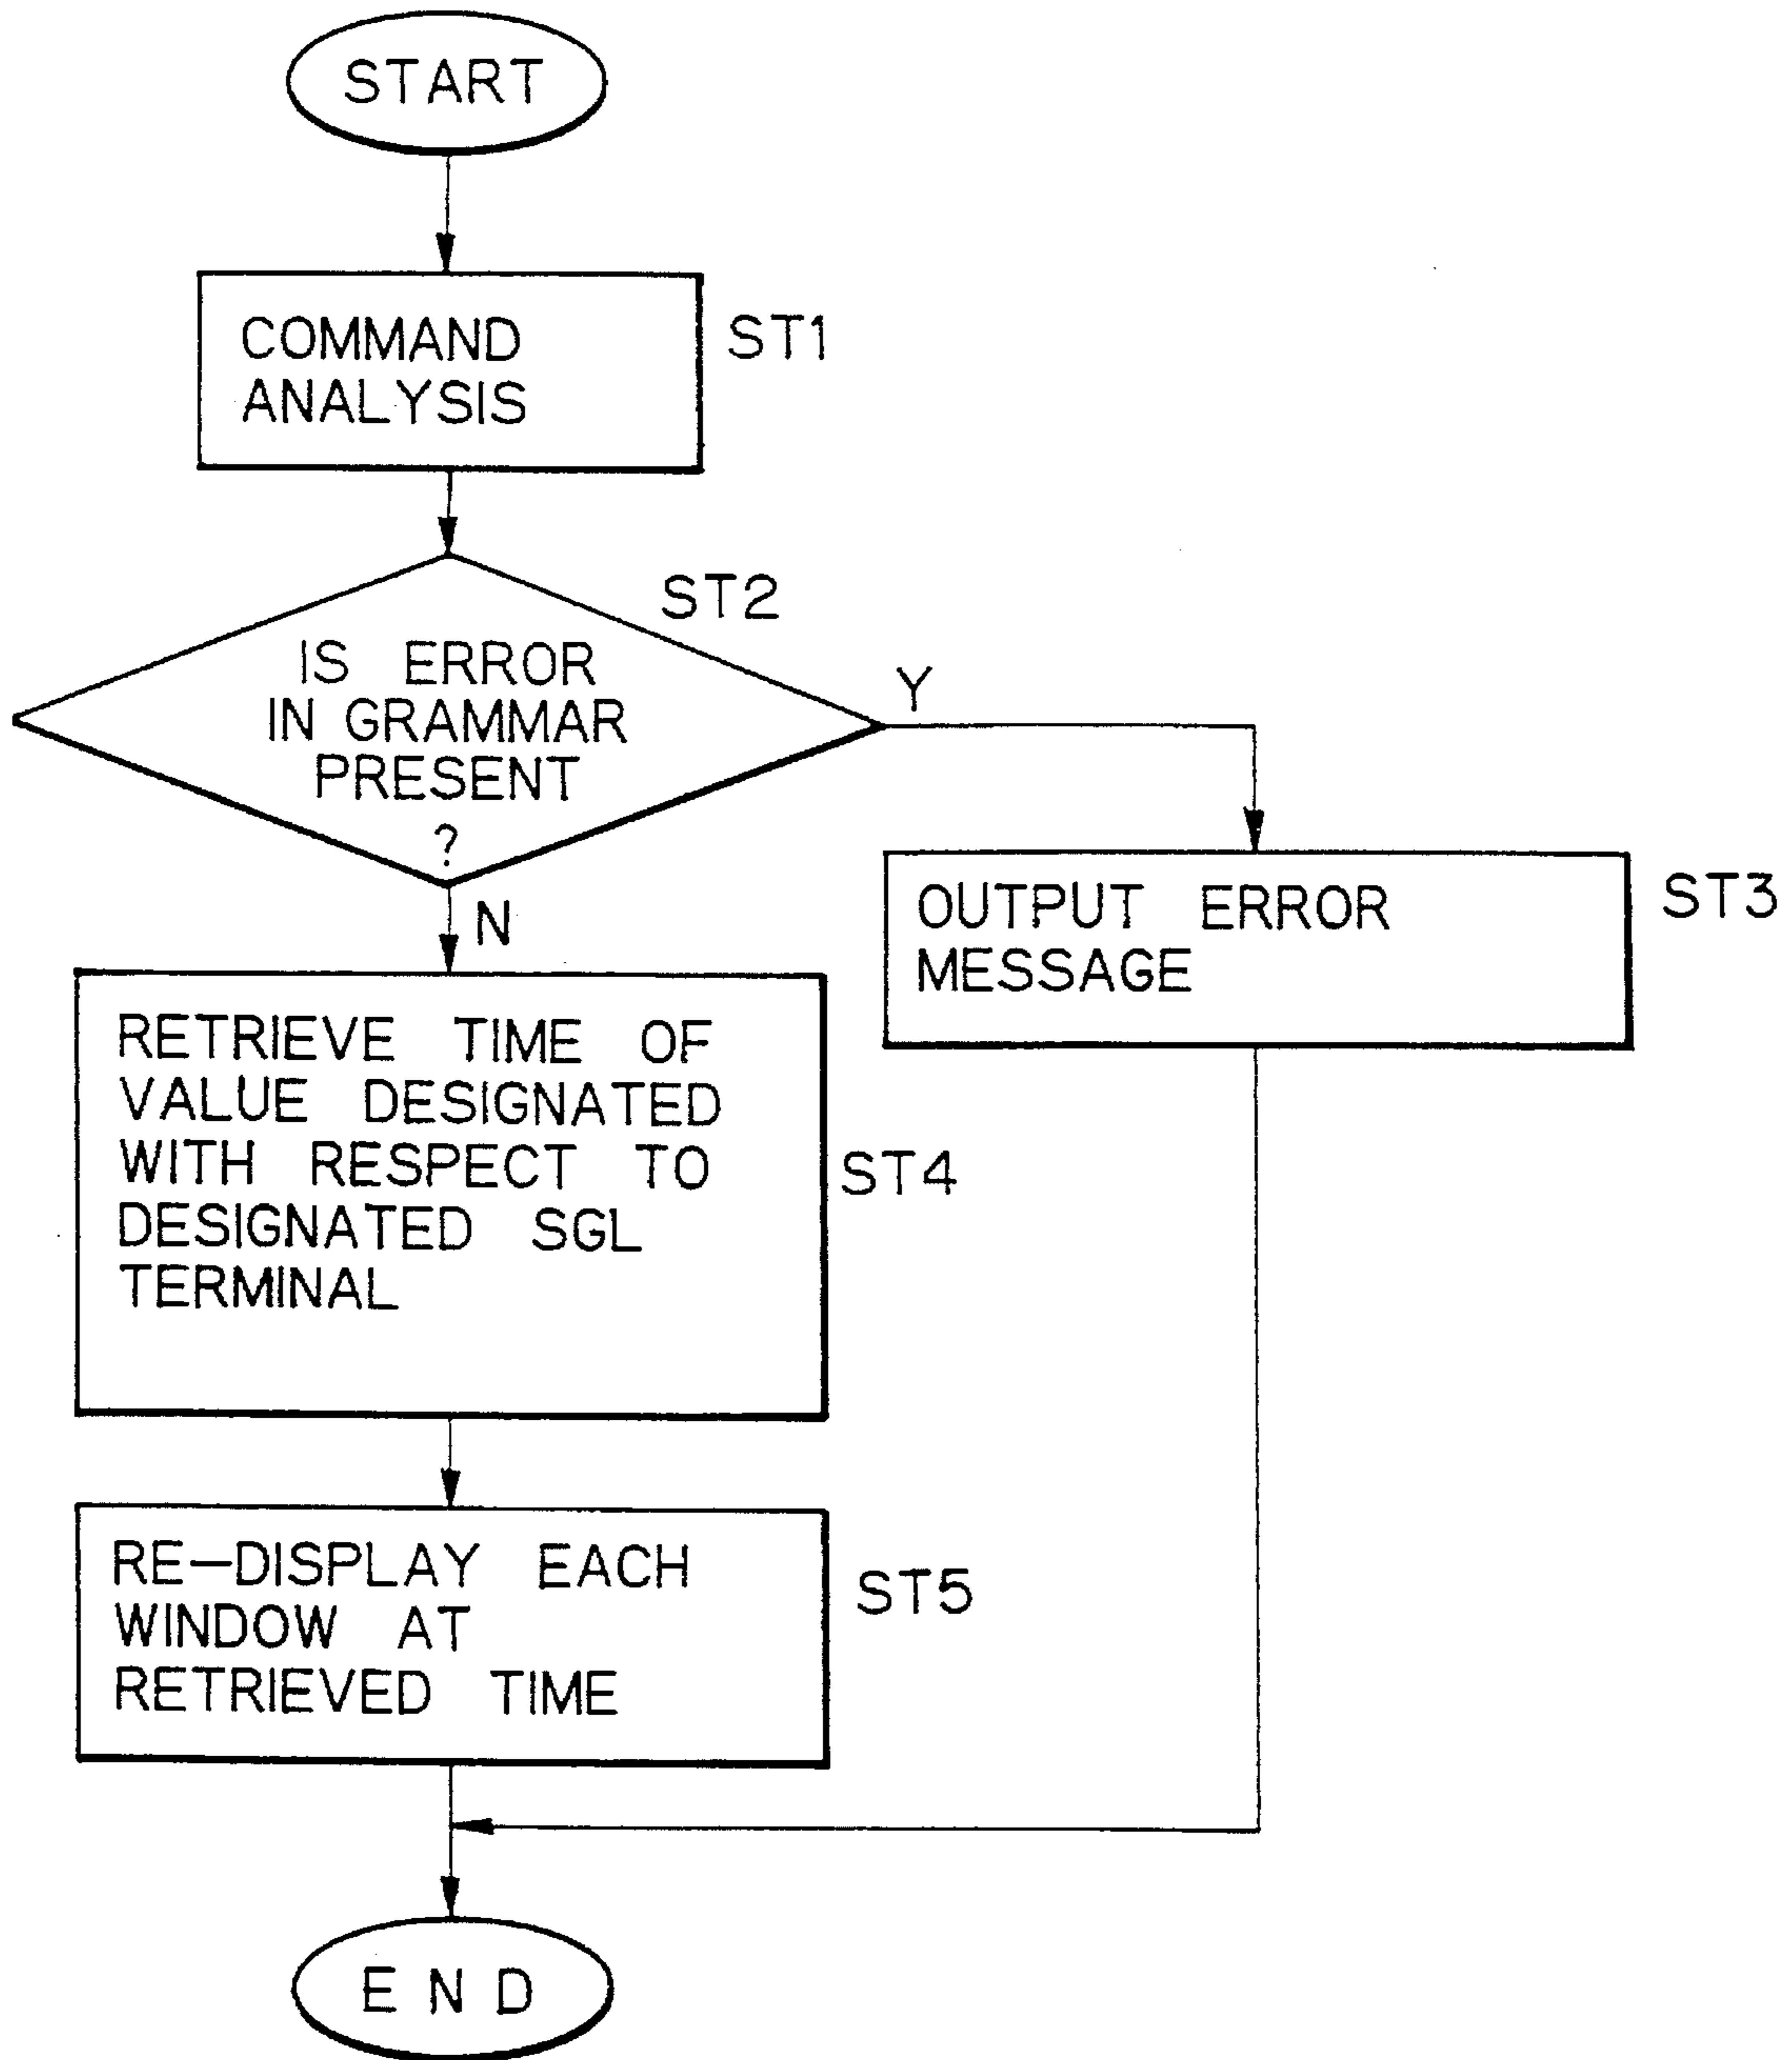 START
COMMAND
ANALYSIS
ST1
ST2
IS ERROR
IN GRAMMAR
PRESENT
?
Y
N
OUTPUT ERROR
MESSAGE
ST3
RETRIEVE TIME OF
VALUE DESIGNATED
WITH RESPECT TO
DESIGNATED SGL
TERMINAL
ST4
RE-DISPLAY EACH
WINDOW AT
RETRIEVED TIME
ST5
END